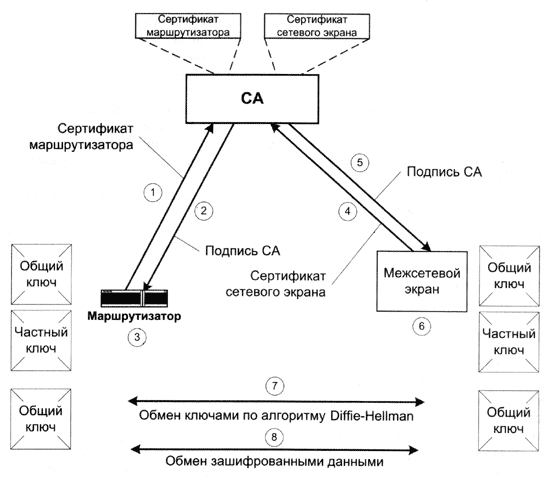 Сертификат
маршрутизатора
Сертификат
сетевого экрана
CA
Сертификат
маршрутизатора
1
2
5
Подпись CA
4
Подпись CA
Сертификат
сетевого экрана
Общий
ключ
Маршрутизатор
3
Частный
ключ
Межсетевой
экран
6
Общий
ключ
Частный
ключ
Общий
ключ
7
Обмен ключами по алгоритму Diffie-Hellman
8
Обмен зашифрованными данными
Общий
ключ